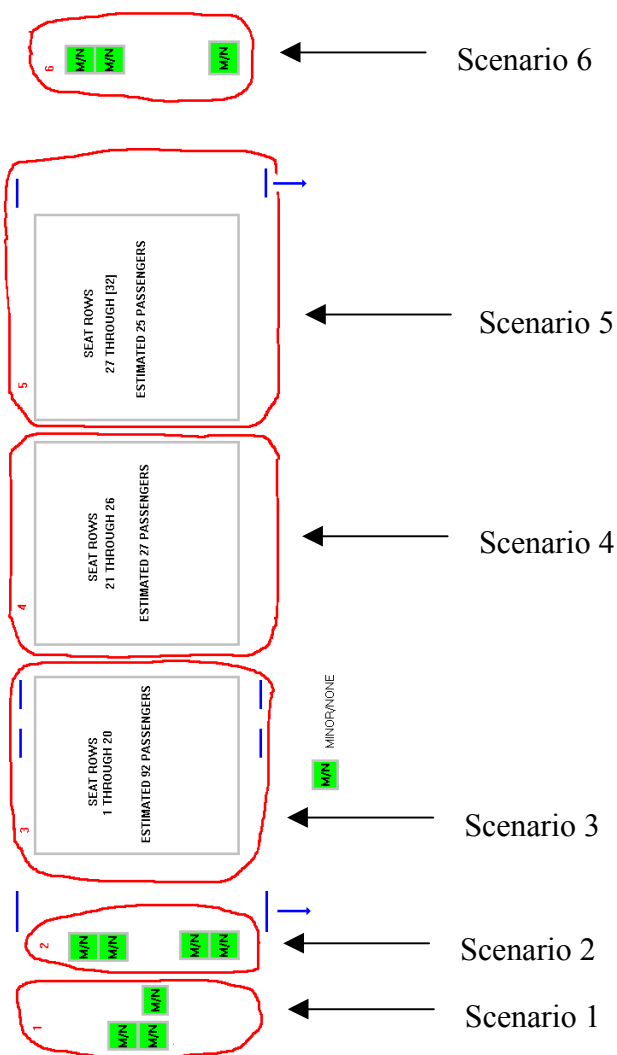 6
M/N
M/N
M/N
Scenario 6
5
SEAT ROWS
27 THROUGH [32]
ESTIMATED 25 PASSENGERS
Scenario 5
4
SEAT ROWS
21 THROUGH 26
ESTIMATED 27 PASSENGERS
Scenario 4
3
SEAT ROWS
1 THROUGH 20
ESTIMATED 92 PASSENGERS
M/N MINOR/NONE
Scenario 3
2
M/N
M/N
M/N
M/N
Scenario 2
1
M/N
M/N
M/N
Scenario 1